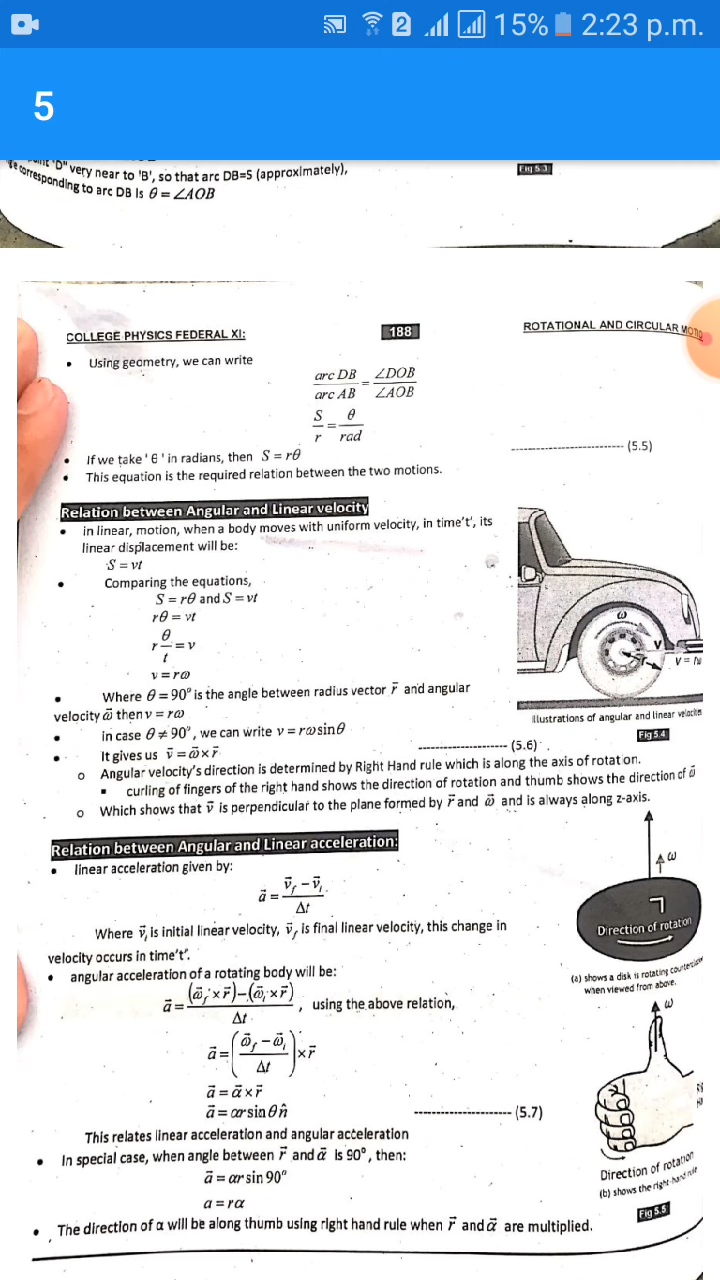 2 15% 2:23 p.m.
5
"D" very near to 'B', so that arc DB=S (approximately),
corresponding to arc DB Is θ = ∠AOB
Fig 5.3
COLLEGE PHYSICS FEDERAL XI:
188
ROTATIONAL AND CIRCULAR
• Using geometry, we can write
arc DB / arc AB = ∠DOB / ∠AOB
S / r = θ / rad
• If we take 'θ' in radians, then S = rθ
---------------------- (5.5)
• This equation is the required relation between the two motions.
Relation between Angular and Linear velocity
• in linear, motion, when a body moves with uniform velocity, in time't', its
linear displacement will be:
S = vt
• Comparing the equations,
S = rθ and S = vt
rθ = vt
r θ / t = v
v = rω
• Where θ = 90° is the angle between radius vector r⃗ and angular
velocity ω⃗ then v = rω
• in case θ ≠ 90°, we can write v = rω sin θ
• It gives us v⃗ = ω⃗ × r⃗
---------------------- (5.6)
ω
V
Illustrations of angular and linear velocities
Fig 5.4
o Angular velocity's direction is determined by Right Hand rule which is along the axis of rotation.
▪ curling of fingers of the right hand shows the direction of rotation and thumb shows the direction of ω⃗
o Which shows that v⃗ is perpendicular to the plane formed by r⃗ and ω⃗ and is always along z-axis.
Relation between Angular and Linear acceleration:
• linear acceleration given by:
a⃗ = (v⃗f − v⃗i) / Δt
Where v⃗i is initial linear velocity, v⃗f is final linear velocity, this change in
velocity occurs in time't'.
• angular acceleration of a rotating body will be:
a⃗ = ((ω⃗f × r⃗) − (ω⃗i × r⃗)) / Δt , using the above relation,
a⃗ = ((ω⃗f − ω⃗i) / Δt) × r⃗
a⃗ = α⃗ × r⃗
a⃗ = αr sin θ n̂
---------------------- (5.7)
This relates linear acceleration and angular acceleration
• In special case, when angle between r⃗ and α⃗ Is 90°, then:
a⃗ = αr sin 90°
a = rα
• The direction of α will be along thumb using right hand rule when r⃗ and α⃗ are multiplied.
ω
Direction of rotation
(a) shows a disk is rotating
when viewed from above.
ω
Direction of rotation
(b) shows the right-hand rule
Fig 5.5